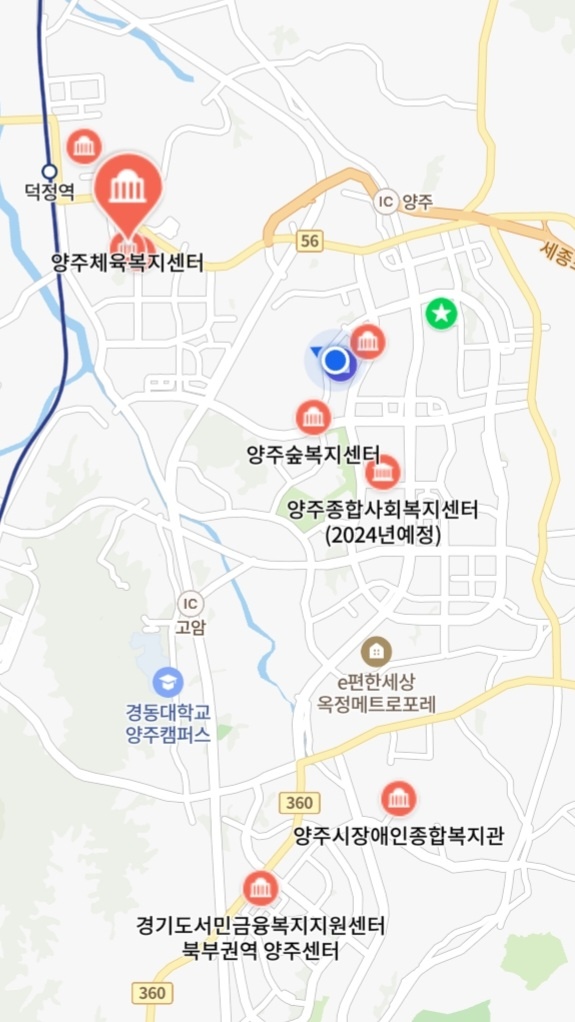 덕정역
IC 양주
56
양주체육복지센터
양주숲복지센터
양주종합사회복지센터
(2024년예정)
IC
고암
e편한세상
옥정메트로포레
경동대학교
양주캠퍼스
360
양주시장애인종합복지관
경기도서민금융복지지원센터
북부권역 양주센터
360